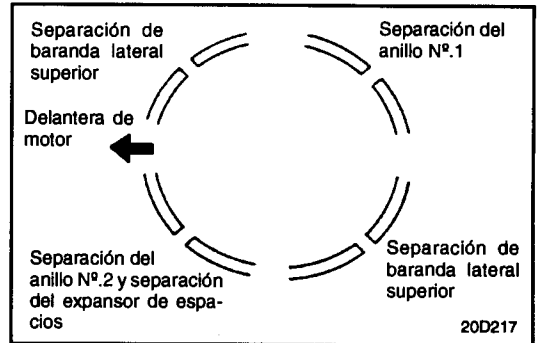 Separación de
baranda lateral
superior
Separación del
anillo Nº.1
Delantera de
motor
Separación del
anillo Nº.2 y separación
del expansor de espa-
cios
Separación de
baranda lateral
superior
20D217